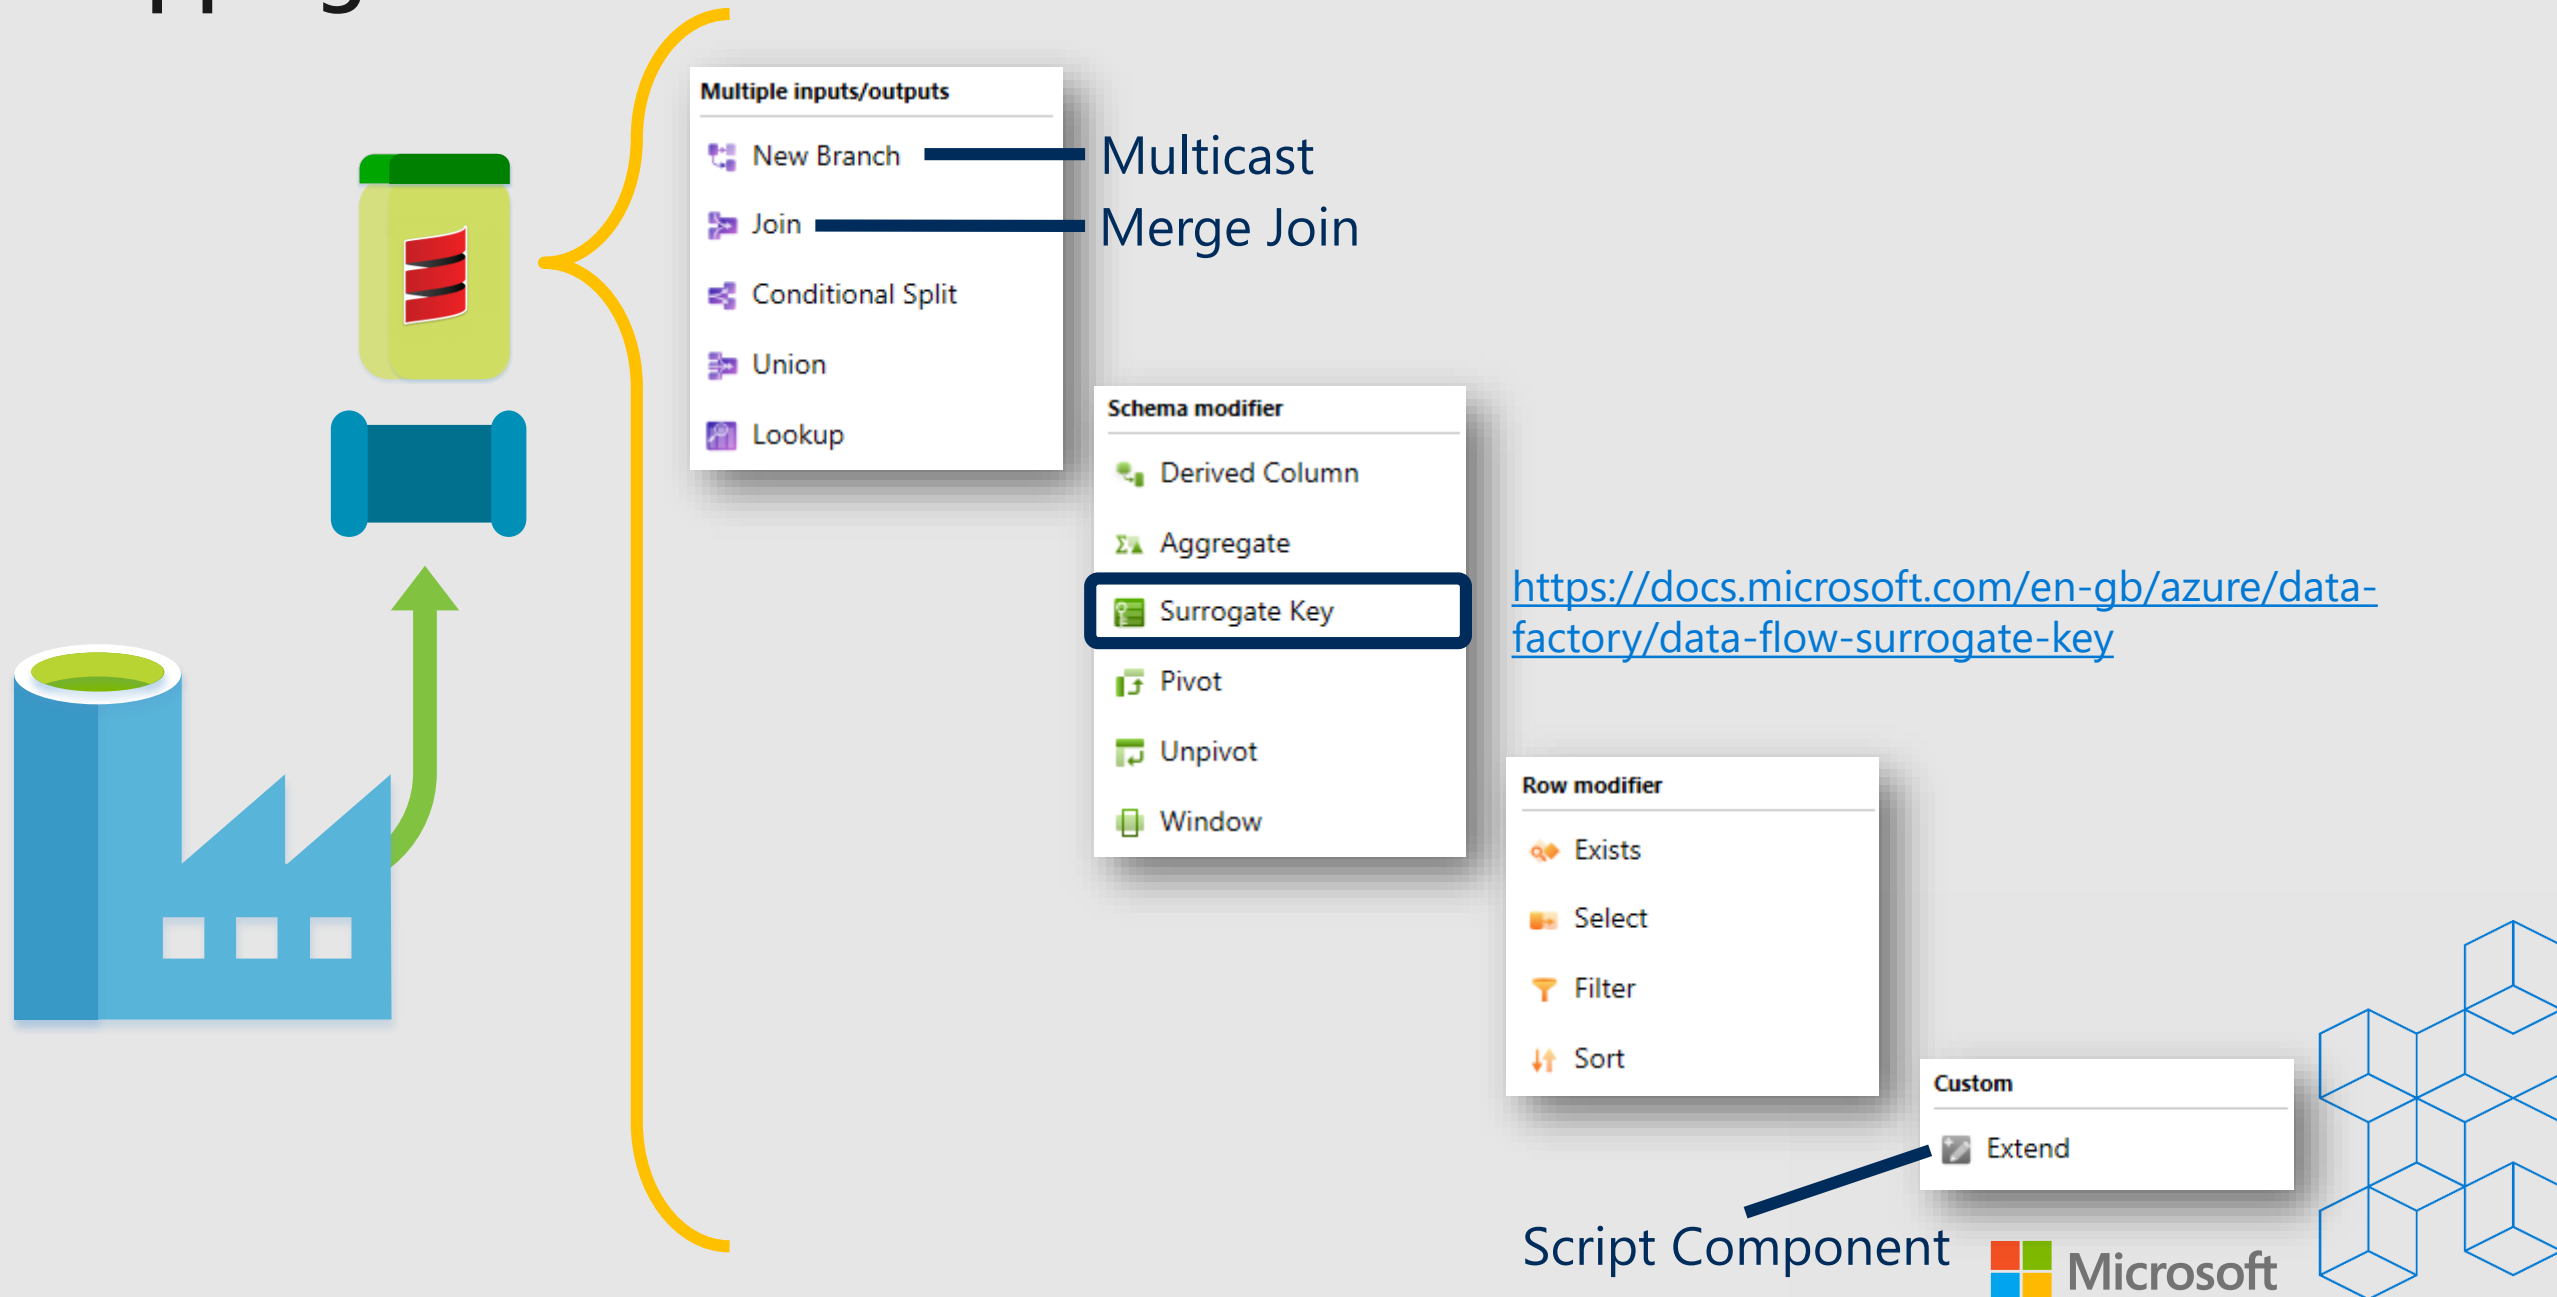 Multiple inputs/outputs
New Branch
Multicast
Join
Merge Join
Conditional Split
Union
Lookup
Schema modifier
Derived Column
Aggregate
Surrogate Key
https://docs.microsoft.com/en-gb/azure/data-
factory/data-flow-surrogate-key
Pivot
Unpivot
Window
Row modifier
Exists
Select
Filter
Sort
Custom
Extend
Script Component
Microsoft